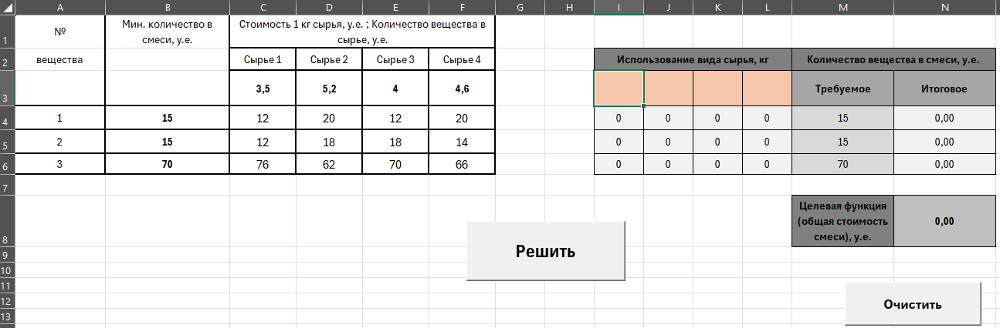 A B C D E F G H I J K L M N
1 № Мин. количество в Стоимость 1 кг сырья, у.е. ; Количество вещества в
смеси, у.е. сырье, у.е.
2 вещества Сырье 1 Сырье 2 Сырье 3 Сырье 4 Использование вида сырья, кг Количество вещества в смеси, у.е.
3 3,5 5,2 4 4,6 Требуемое Итоговое
4 1 15 12 20 12 20 0 0 0 0 15 0,00
5 2 15 12 18 18 14 0 0 0 0 15 0,00
6 3 70 76 62 70 66 0 0 0 0 70 0,00
7
Целевая функция
8 (общая стоимость 0,00
смеси), у.е.
Решить
9
10
11
12 Очистить
13